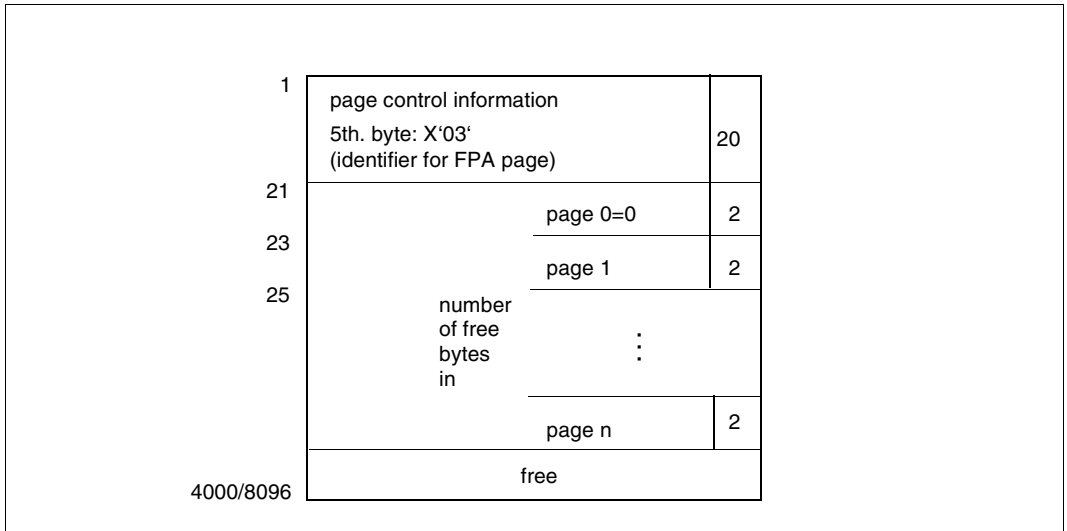 1
page control information
5th. byte: X‘03‘
(identifier for FPA page)
20
21
page 0=0
2
23
page 1
2
25
number
of free
bytes
in
⋮
page n
2
free
4000/8096